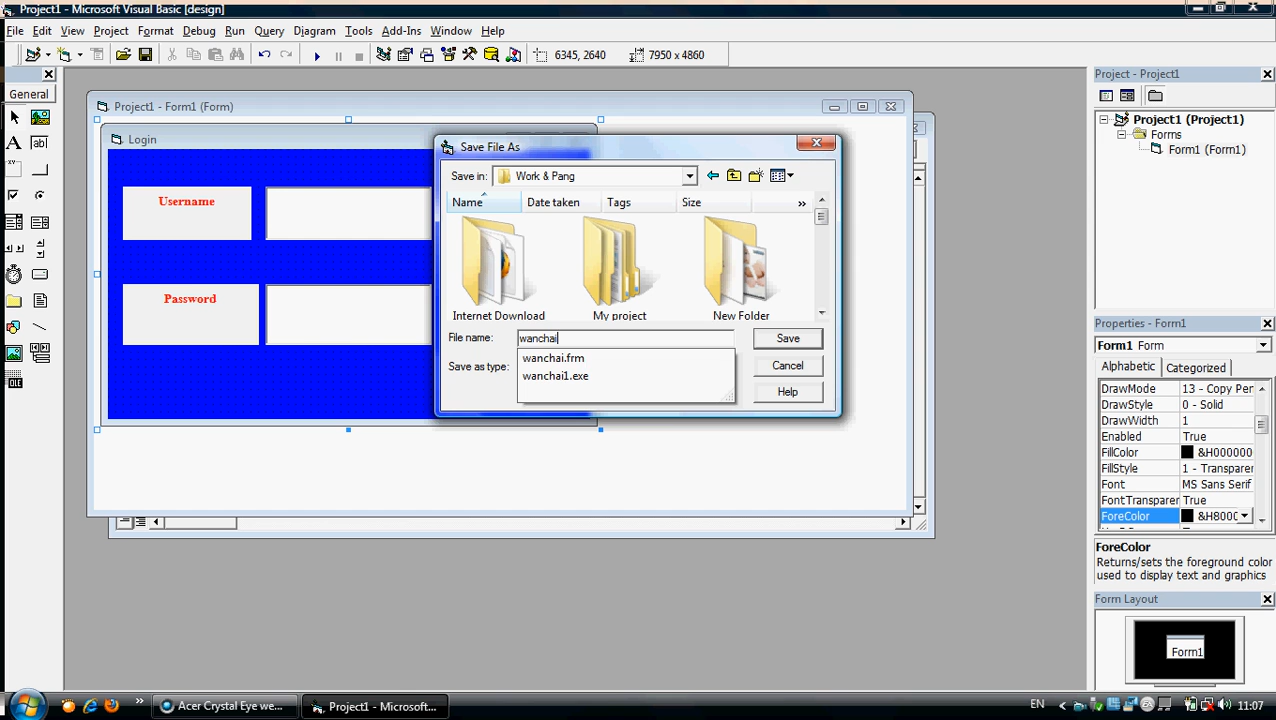 Project1 - Microsoft Visual Basic [design]
File Edit View Project Format Debug Run Query Diagram Tools Add-Ins Window Help
6345, 2640
7950 x 4860
General
Project1 - Form1 (Form)
Login
Username
Password
Save File As
Save in:
Work & Pang
Name
Date taken
Tags
Size
»
Internet Download
My project
New Folder
File name:
wanchai
Save
wanchai.frm
wanchai1.exe
Save as type:
Cancel
Help
Project - Project1
Project1 (Project1)
Forms
Form1 (Form1)
Properties - Form1
Form1 Form
Alphabetic
Categorized
DrawMode 13 - Copy Per
DrawStyle 0 - Solid
DrawWidth 1
Enabled True
FillColor &H000000
FillStyle 1 - Transparer
Font MS Sans Serif
FontTransparer True
ForeColor &H8000
ForeColor
Returns/sets the foreground color
used to display text and graphics
Form Layout
Form1
Acer Crystal Eye we...
Project1 - Microsoft...
EN
11:07